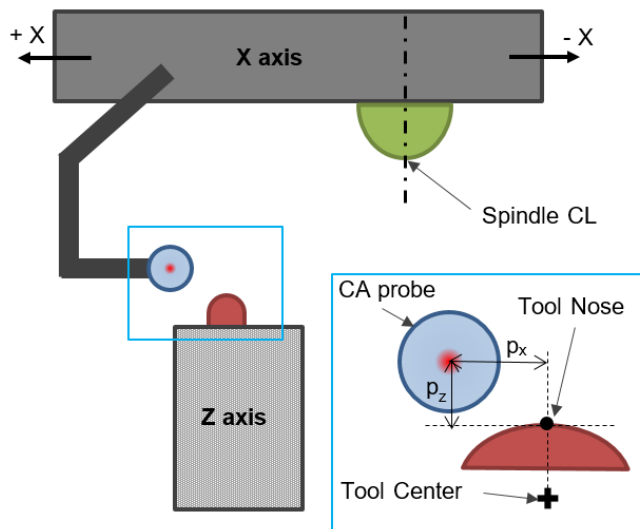 + X
- X
X axis
Spindle CL
CA probe
Tool Nose
px
pz
Z axis
Tool Center